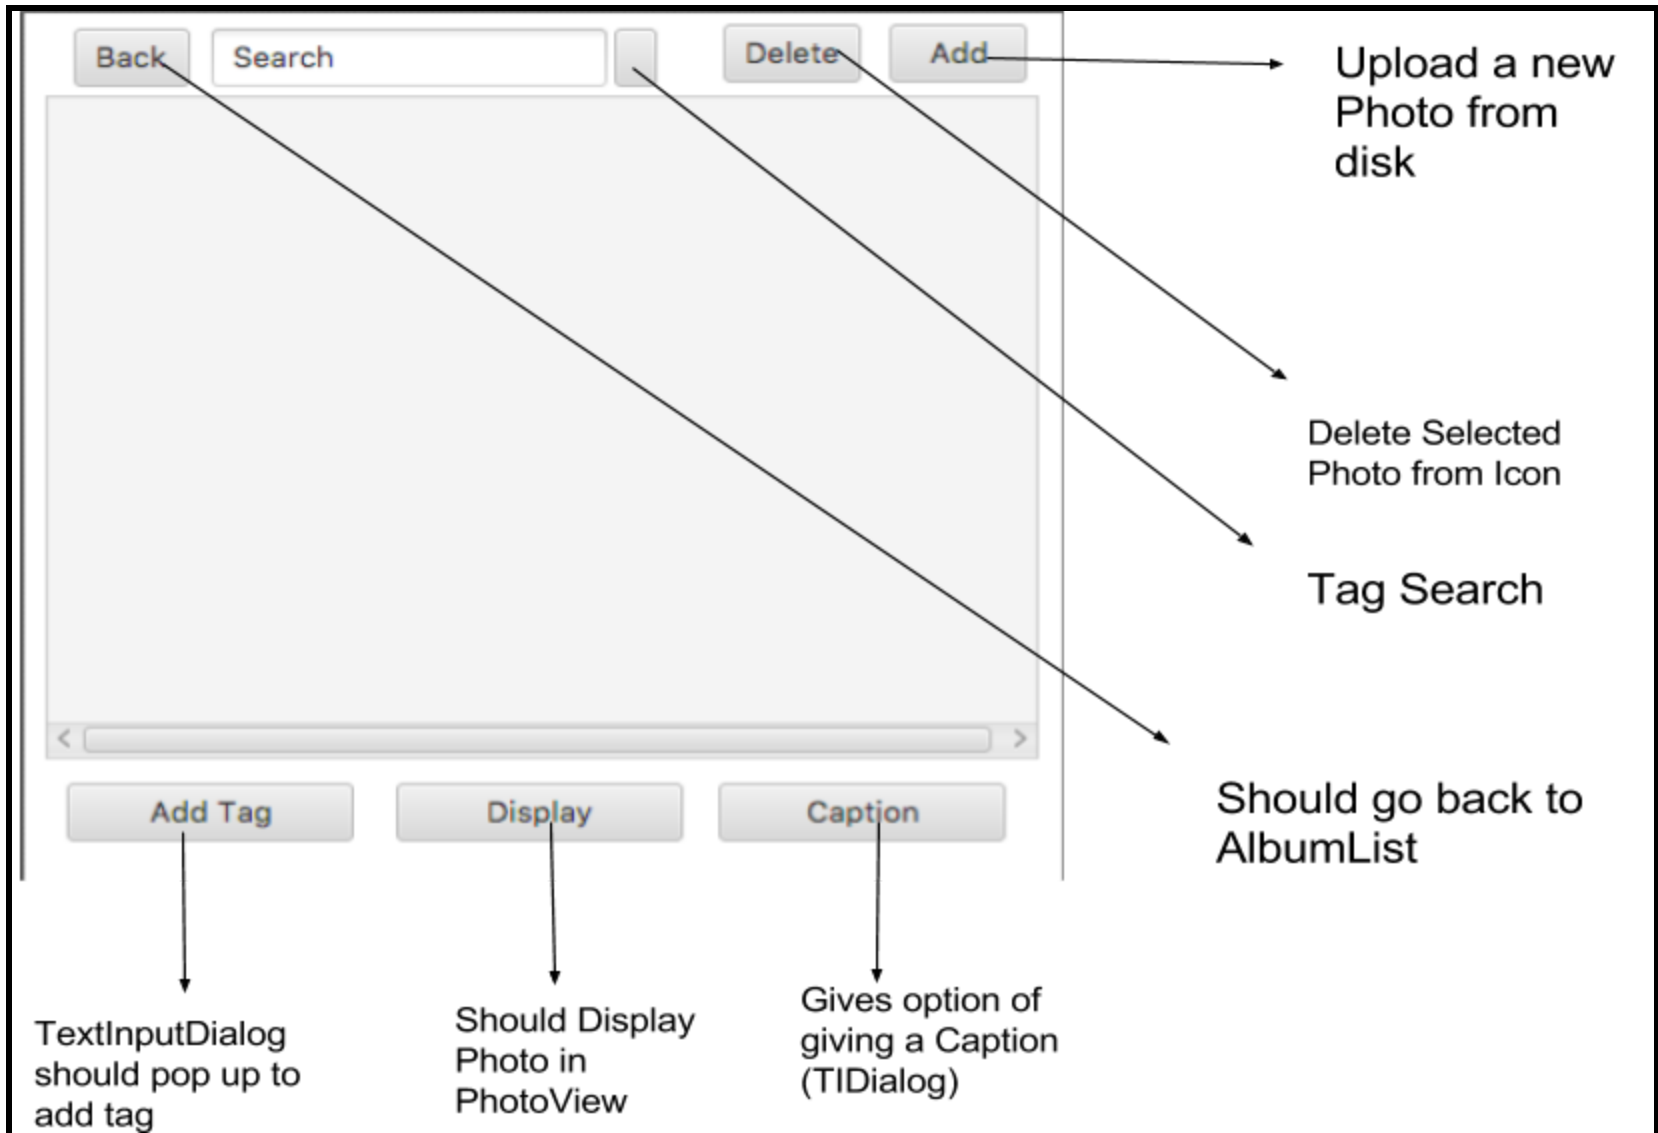 Back
Search
Delete
Add
Upload a new
Photo from
disk
Delete Selected
Photo from Icon
Tag Search
Should go back to
AlbumList
Add Tag
Display
Caption
TextInputDialog
should pop up to
add tag
Should Display
Photo in
PhotoView
Gives option of
giving a Caption
(TIDialog)